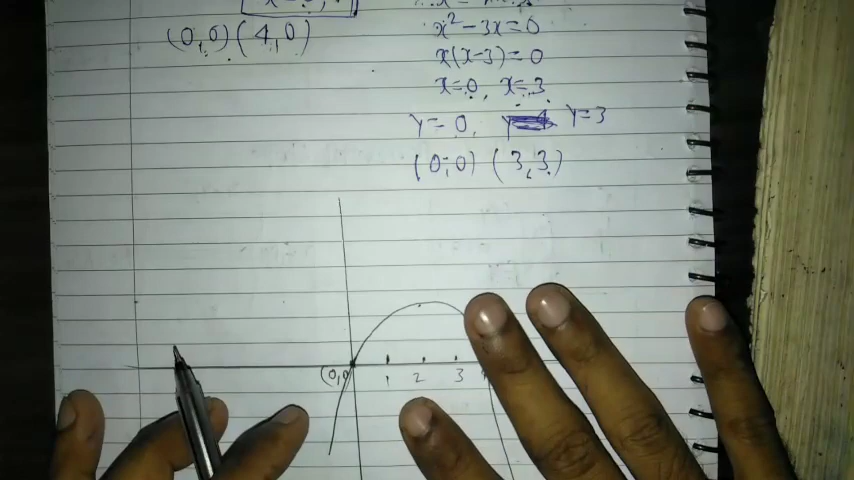 (0,0) (4,0)
x² - 3x = 0
x(x-3) = 0
x = 0, x = 3
y = 0, y = 3
(0,0) (3,3)
(0,0
1 2 3